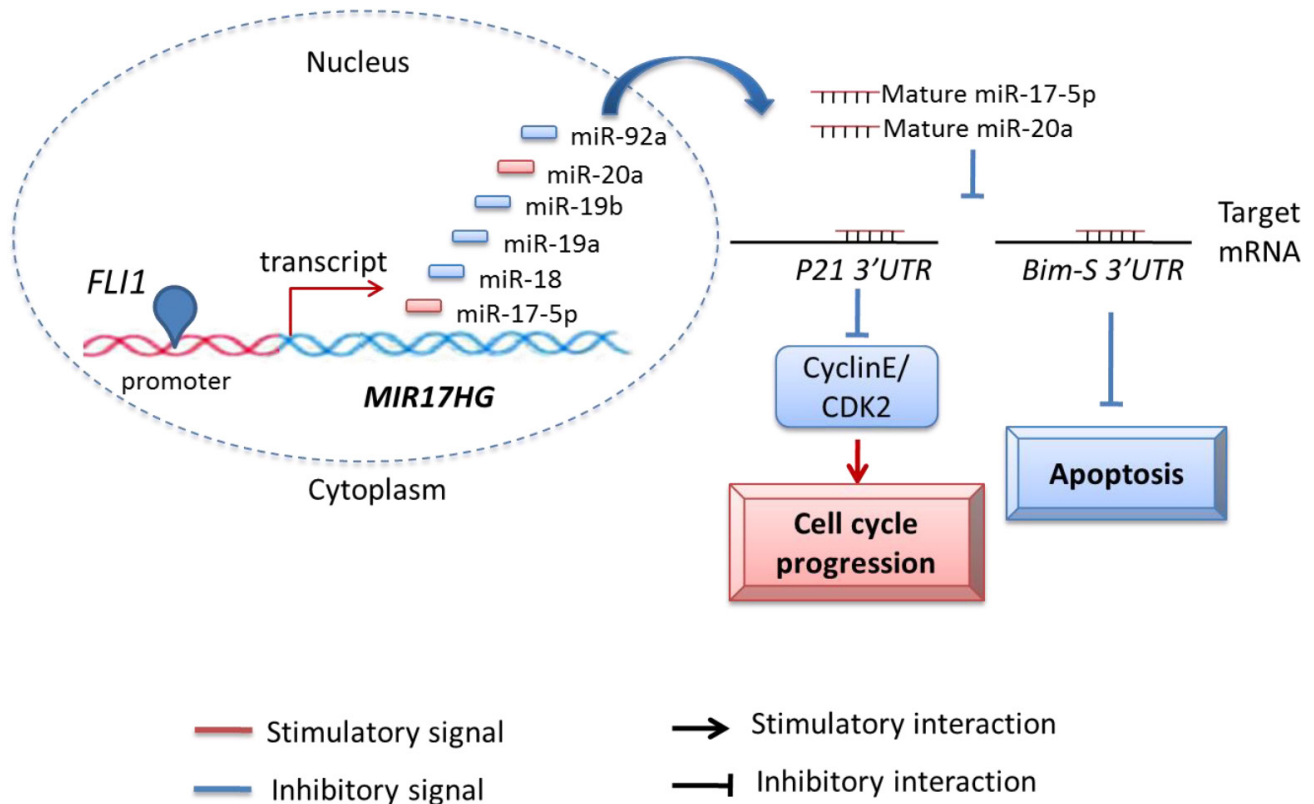 Nucleus
miR-92a
miR-20a
miR-19b
miR-19a
miR-18
miR-17-5p
transcript
FLI1
promoter
MIR17HG
Cytoplasm
Mature miR-17-5p
Mature miR-20a
Target
mRNA
P21 3’UTR
Bim-S 3’UTR
CyclinE/
CDK2
Cell cycle
progression
Apoptosis
Stimulatory signal
Inhibitory signal
Stimulatory interaction
Inhibitory interaction